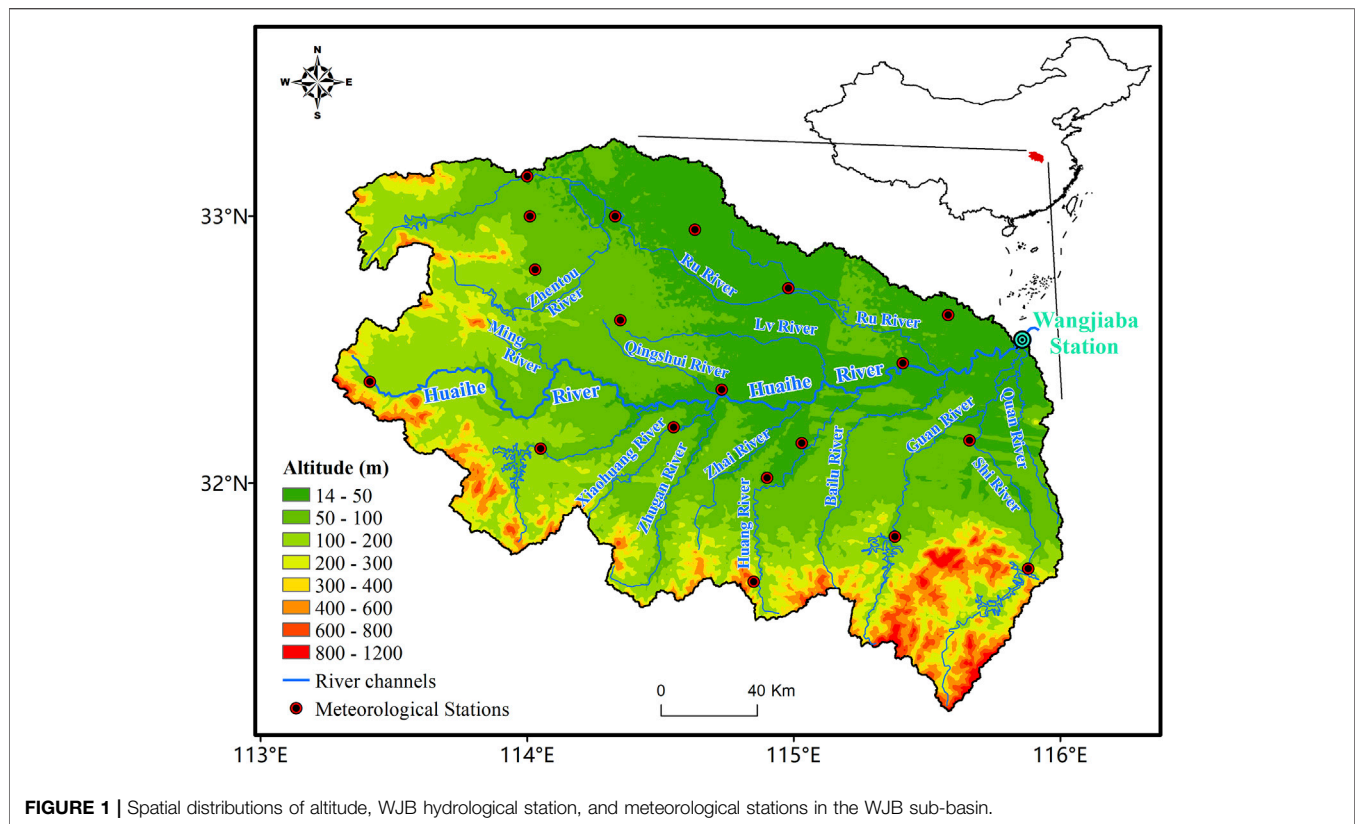 N
W E
S
33°N
32°N
113°E
114°E
115°E
116°E
Ru River
Zhentou
River
Ming
River
Lv River
Ru River
Qingshui River
Wangjiaba
Station
Huaihe River Huaihe River
Xiaohuang River
Zhugan River
Zhai River
Huang River
Bailu River
Guan River
Shi River
Quan River
Altitude (m)
14 - 50
50 - 100
100 - 200
200 - 300
300 - 400
400 - 600
600 - 800
800 - 1200
River channels
Meteorological Stations
0 40 Km
FIGURE 1 | Spatial distributions of altitude, WJB hydrological station, and meteorological stations in the WJB sub-basin.